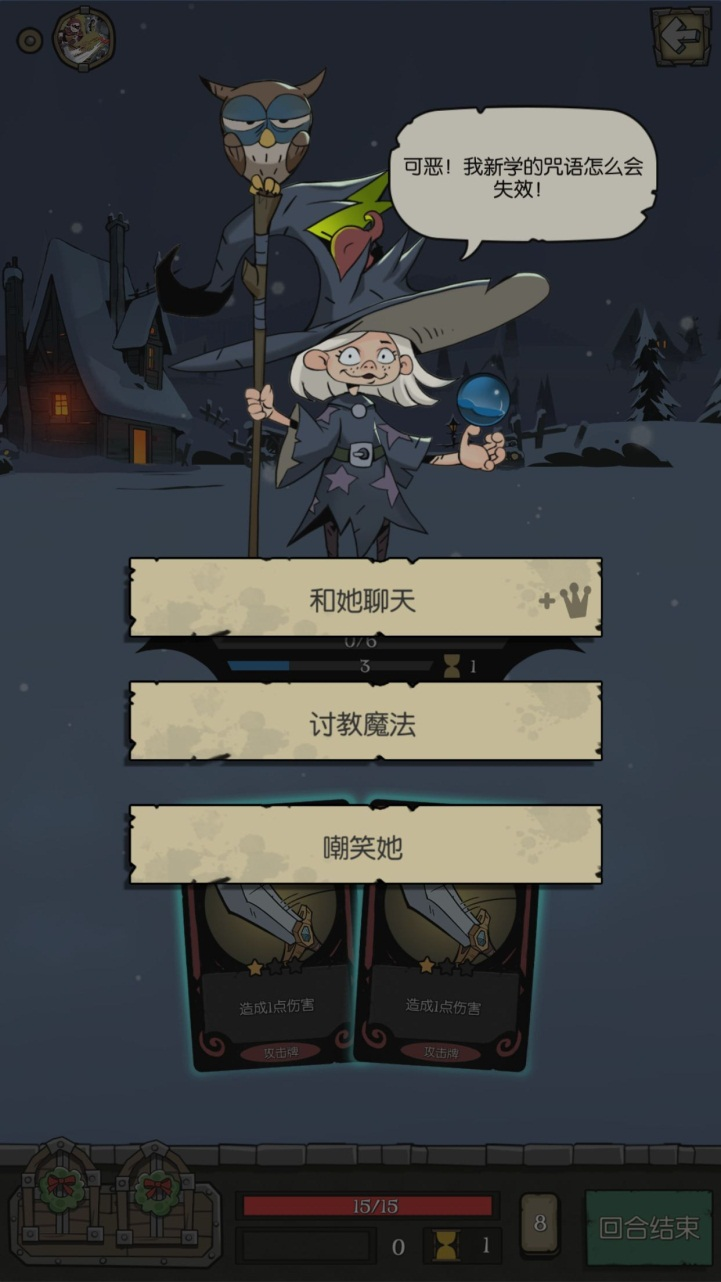 可恶！我新学的咒语怎么会
失效！
和她聊天
+
0/6
3
1
讨教魔法
嘲笑她
造成1点伤害
造成1点伤害
攻击牌
攻击牌
15/15
0
1
8
回合结束